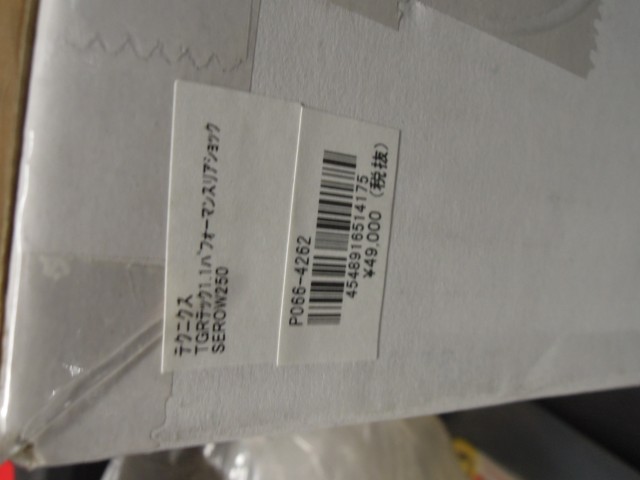 テクニクス
TGRテック1.1パフォーマンスリアショック
SEROW250
P066-4262
4548916514175
¥49,000 (税抜)